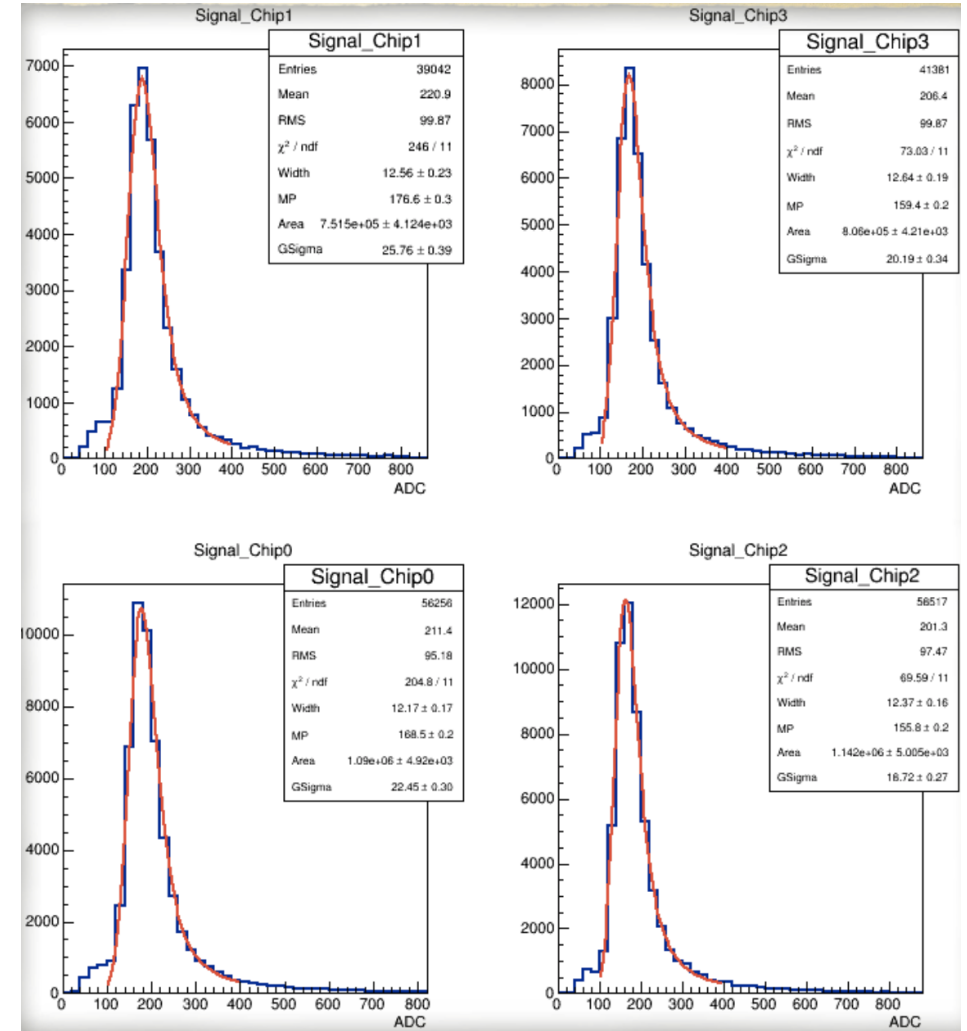 Signal_Chip1
Signal_Chip1
Entries 39042
Mean 220.9
RMS 99.87
χ² / ndf 246 / 11
Width 12.56 ± 0.23
MP 176.6 ± 0.3
Area 7.515e+05 ± 4.124e+03
GSigma 25.76 ± 0.39
7000
6000
5000
4000
3000
2000
1000
0
0 100 200 300 400 500 600 700 800
ADC
Signal_Chip3
Signal_Chip3
Entries 41381
Mean 206.4
RMS 99.87
χ² / ndf 73.03 / 11
Width 12.64 ± 0.19
MP 159.4 ± 0.2
Area 8.06e+05 ± 4.21e+03
GSigma 20.19 ± 0.34
8000
7000
6000
5000
4000
3000
2000
1000
0
0 100 200 300 400 500 600 700 800
ADC
Signal_Chip0
Signal_Chip0
Entries 56256
Mean 211.4
RMS 95.18
χ² / ndf 204.8 / 11
Width 12.17 ± 0.17
MP 168.5 ± 0.2
Area 1.09e+06 ± 4.92e+03
GSigma 22.45 ± 0.30
10000
8000
6000
4000
2000
0
0 100 200 300 400 500 600 700 800
ADC
Signal_Chip2
Signal_Chip2
Entries 56517
Mean 201.3
RMS 97.47
χ² / ndf 69.59 / 11
Width 12.37 ± 0.16
MP 155.8 ± 0.2
Area 1.142e+06 ± 5.005e+03
GSigma 18.72 ± 0.27
12000
10000
8000
6000
4000
2000
0
0 100 200 300 400 500 600 700 800
ADC